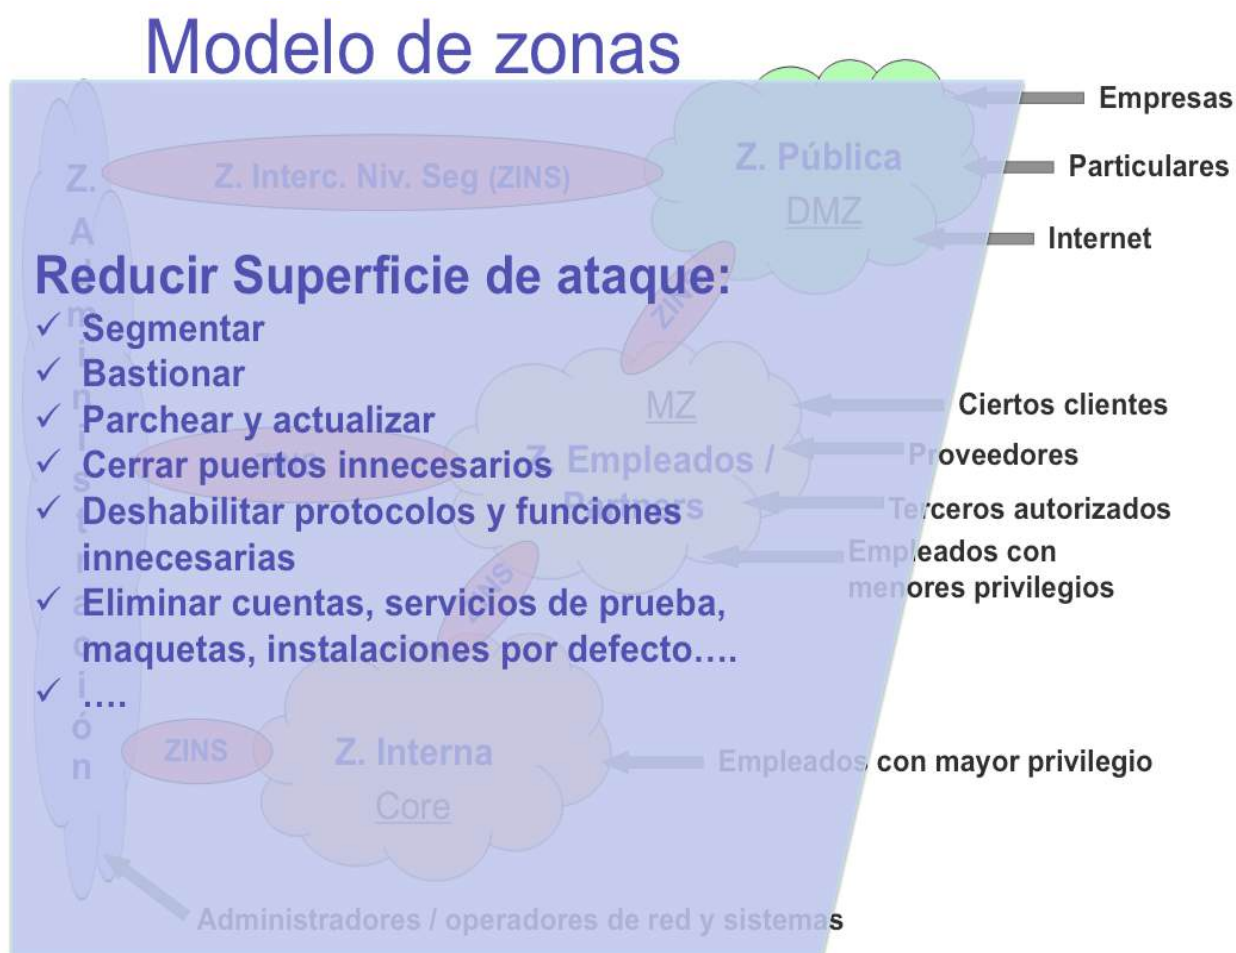 Modelo de zonas
Empresas
Z. Interc. Niv. Seg (ZINS)
Z. Pública
Particulares
DMZ
Internet
Z. Administración
ZINS
Reducir Superficie de ataque:
✓ Segmentar
✓ Bastionar
✓ Parchear y actualizar
✓ Cerrar puertos innecesarios
✓ Deshabilitar protocolos y funciones
innecesarias
✓ Eliminar cuentas, servicios de prueba,
maquetas, instalaciones por defecto….
✓ ….
MZ
Z. Empleados /
Partners
Ciertos clientes
Proveedores
Terceros autorizados
Empleados con
menores privilegios
ZINS
ZINS
Z. Interna
Core
Empleados con mayor privilegio
Administradores / operadores de red y sistemas